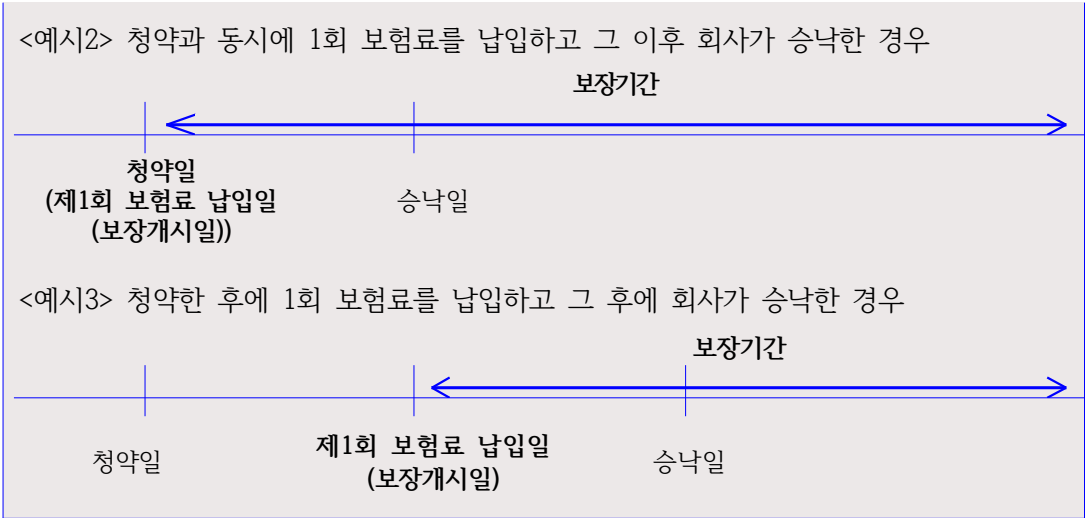 <예시2> 청약과 동시에 1회 보험료를 납입하고 그 이후 회사가 승낙한 경우
보장기간
청약일
(제1회 보험료 납입일
(보장개시일))
승낙일
<예시3> 청약한 후에 1회 보험료를 납입하고 그 후에 회사가 승낙한 경우
보장기간
청약일
제1회 보험료 납입일
(보장개시일)
승낙일